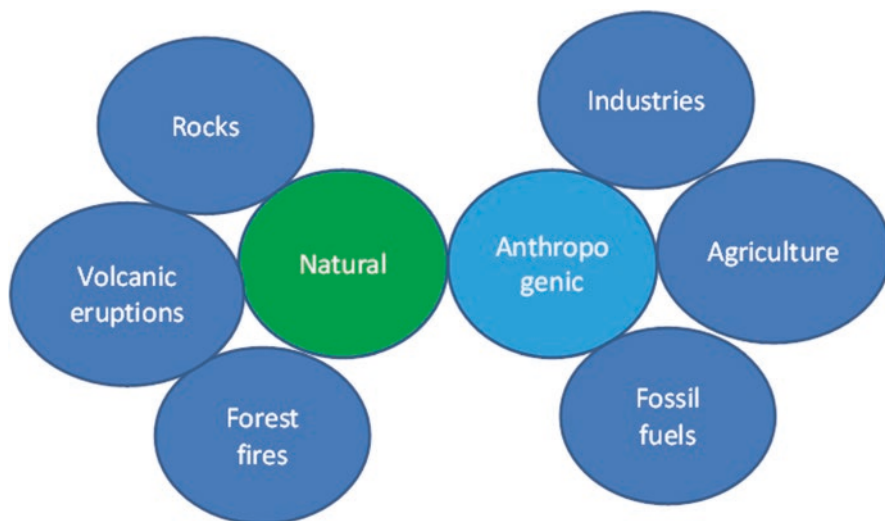 Rocks
Volcanic
eruptions
Forest
fires
Natural
Anthropo
genic
Industries
Agriculture
Fossil
fuels